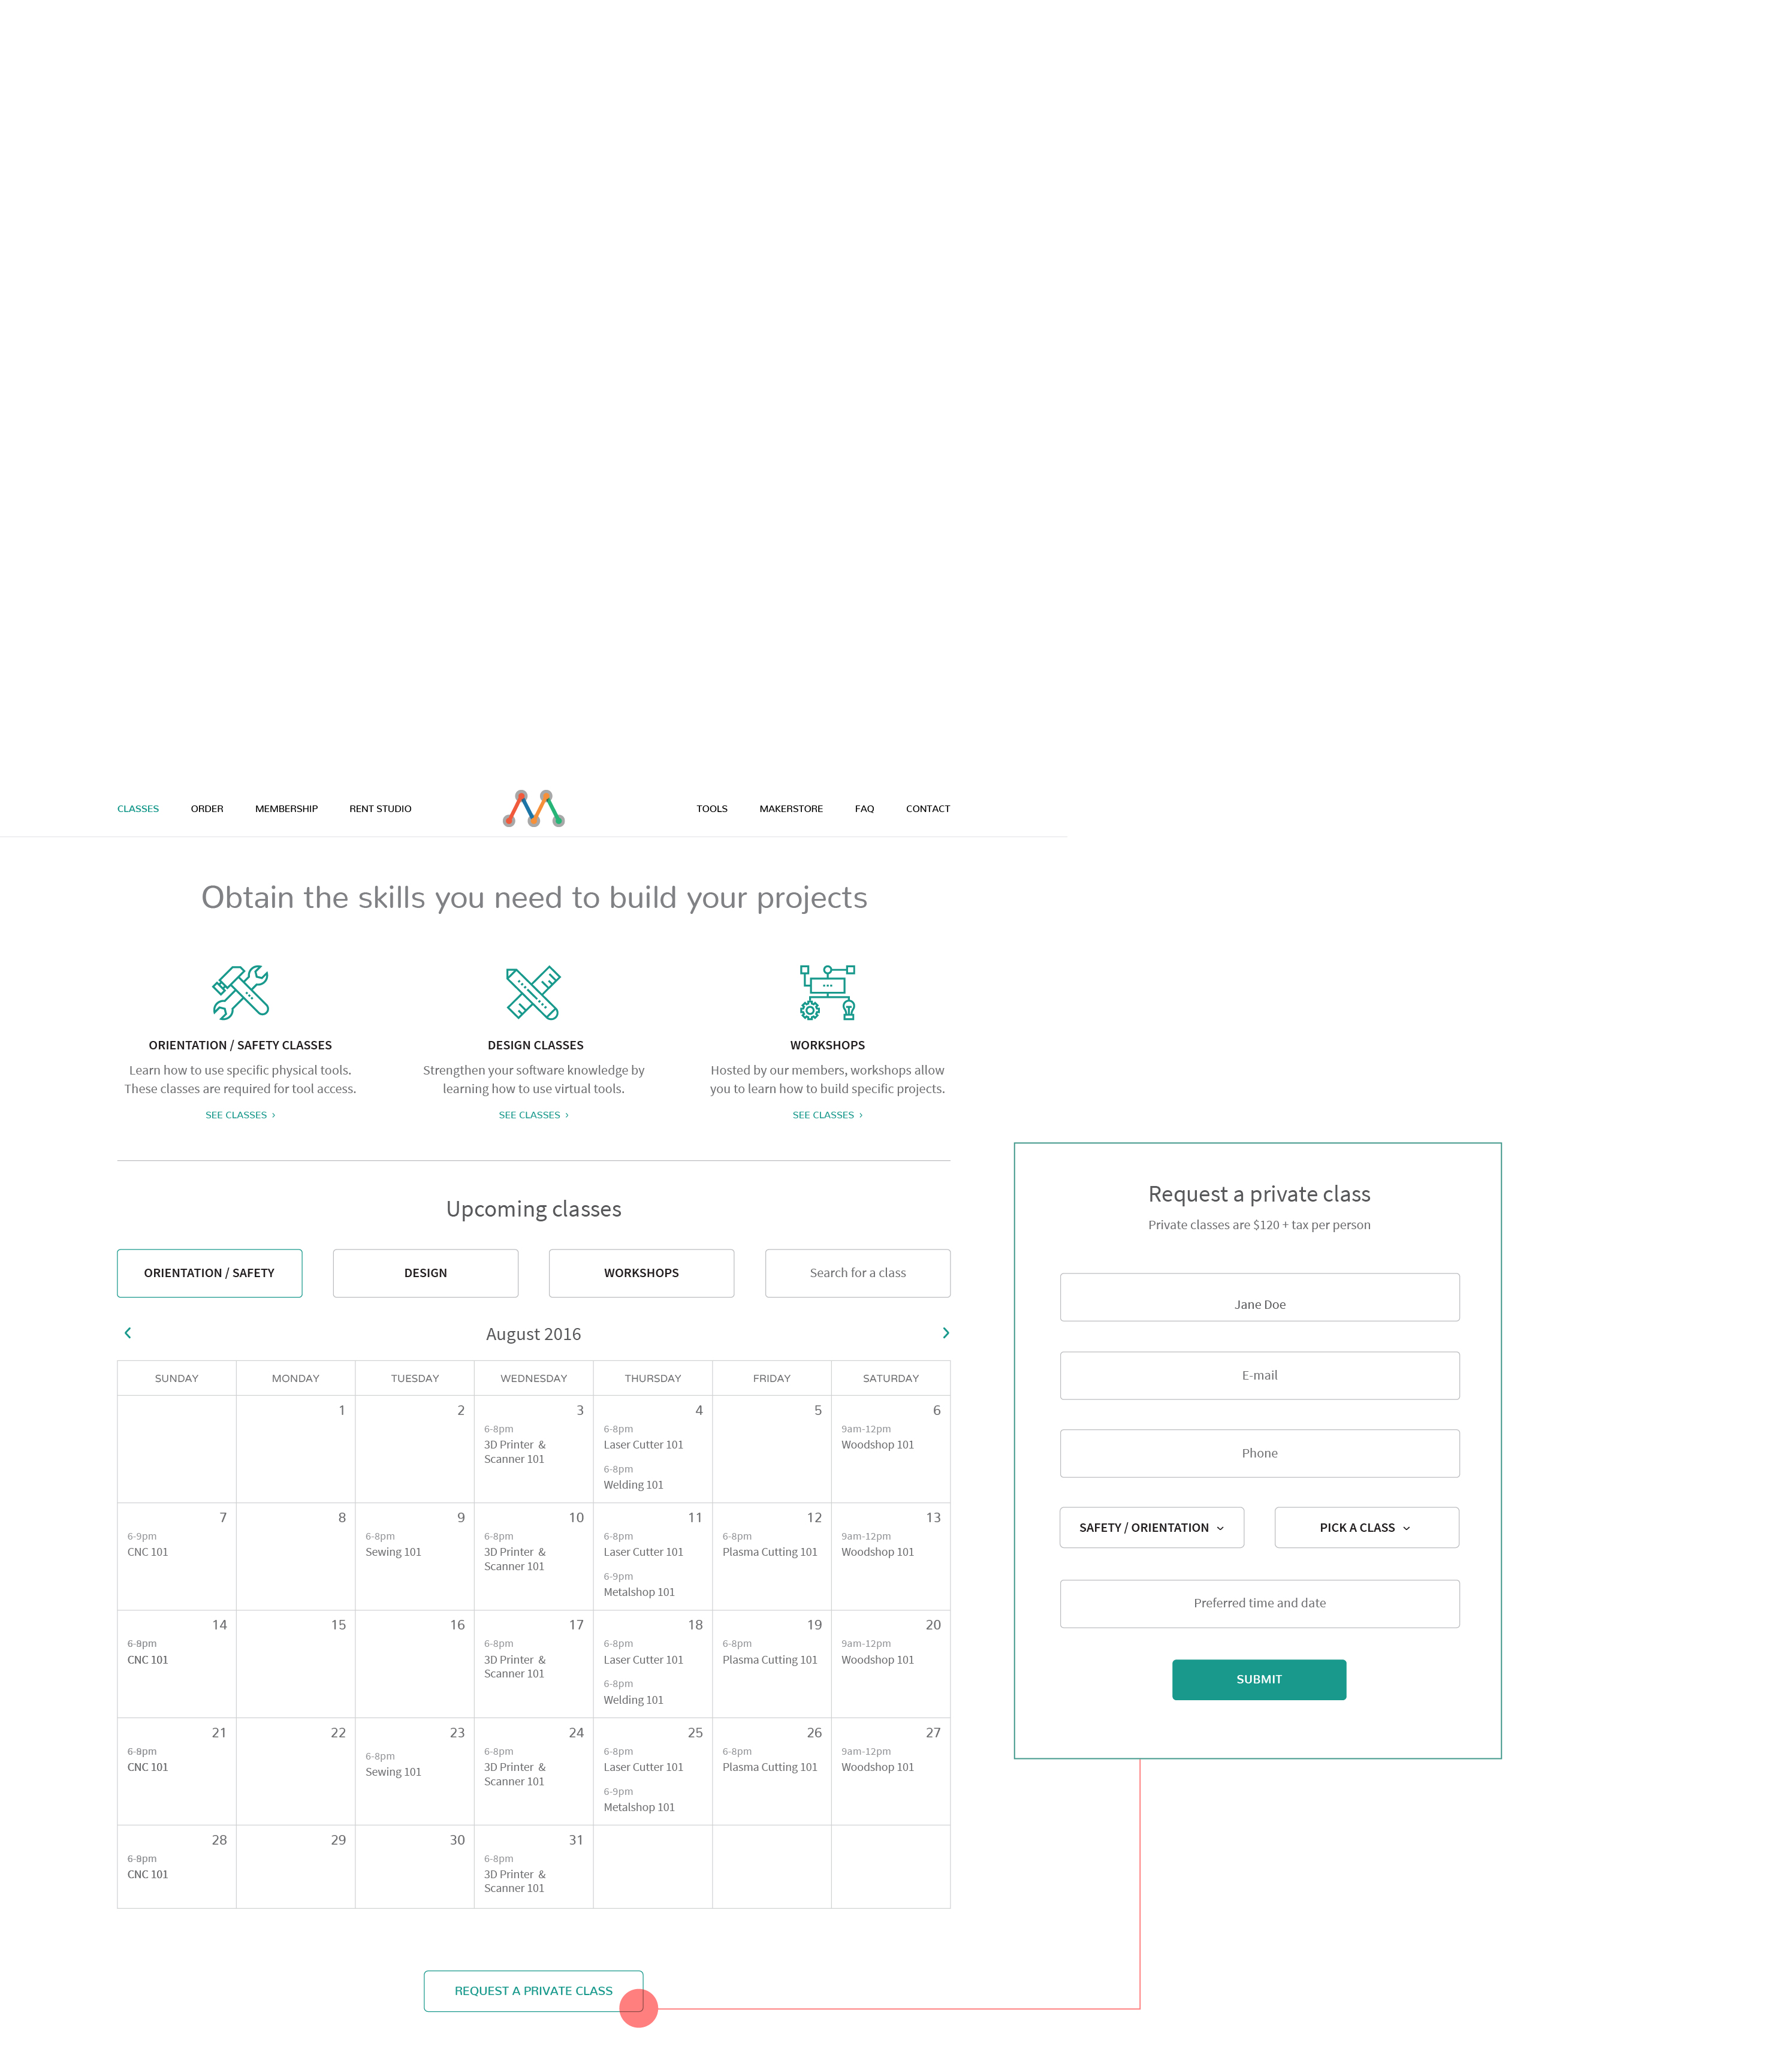 CLASSES ORDER MEMBERSHIP RENT STUDIO TOOLS MAKERSTORE FAQ CONTACT
Obtain the skills you need to build your projects
ORIENTATION / SAFETY CLASSES
Learn how to use specific physical tools.
These classes are required for tool access.
SEE CLASSES ›
DESIGN CLASSES
Strengthen your software knowledge by
learning how to use virtual tools.
SEE CLASSES ›
WORKSHOPS
Hosted by our members, workshops allow
you to learn how to build specific projects.
SEE CLASSES ›
Upcoming classes
ORIENTATION / SAFETY DESIGN WORKSHOPS Search for a class
August 2016
SUNDAY MONDAY TUESDAY WEDNESDAY THURSDAY FRIDAY SATURDAY
1
2
3
6-8pm
3D Printer &
Scanner 101
4
6-8pm
Laser Cutter 101
6-8pm
Welding 101
5
6
9am-12pm
Woodshop 101
7
6-9pm
CNC 101
8
9
6-8pm
Sewing 101
10
6-8pm
3D Printer &
Scanner 101
11
6-8pm
Laser Cutter 101
6-9pm
Metalshop 101
12
6-8pm
Plasma Cutting 101
13
9am-12pm
Woodshop 101
14
6-8pm
CNC 101
15
16
17
6-8pm
3D Printer &
Scanner 101
18
6-8pm
Laser Cutter 101
6-8pm
Welding 101
19
6-8pm
Plasma Cutting 101
20
9am-12pm
Woodshop 101
21
6-8pm
CNC 101
22
23
6-8pm
Sewing 101
24
6-8pm
3D Printer &
Scanner 101
25
6-8pm
Laser Cutter 101
6-9pm
Metalshop 101
26
6-8pm
Plasma Cutting 101
27
9am-12pm
Woodshop 101
28
6-8pm
CNC 101
29
30
31
6-8pm
3D Printer &
Scanner 101
REQUEST A PRIVATE CLASS
Request a private class
Private classes are $120 + tax per person
Jane Doe
E-mail
Phone
SAFETY / ORIENTATION PICK A CLASS
Preferred time and date
SUBMIT